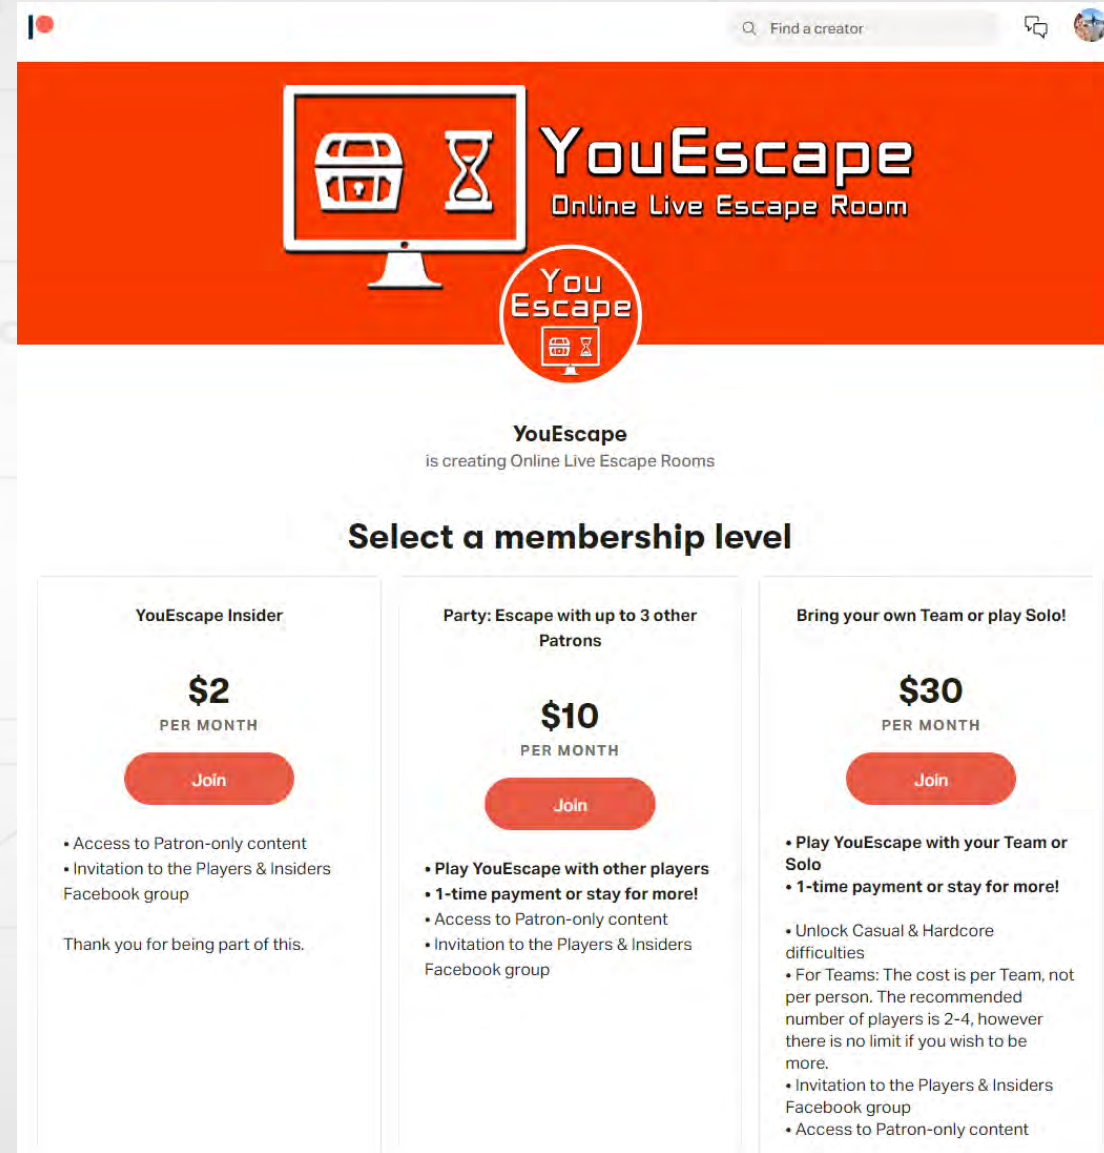 Find a creator
YouEscape
Online Live Escape Room
You
Escape
YouEscape
is creating Online Live Escape Rooms
Select a membership level
YouEscape Insider
$2
PER MONTH
Join
• Access to Patron-only content
• Invitation to the Players & Insiders
Facebook group
Thank you for being part of this.
Party: Escape with up to 3 other
Patrons
$10
PER MONTH
Join
• Play YouEscape with other players
• 1-time payment or stay for more!
• Access to Patron-only content
• Invitation to the Players & Insiders
Facebook group
Bring your own Team or play Solo!
$30
PER MONTH
Join
• Play YouEscape with your Team or
Solo
• 1-time payment or stay for more!
• Unlock Casual & Hardcore
difficulties
• For Teams: The cost is per Team, not
per person. The recommended
number of players is 2-4, however
there is no limit if you wish to be
more.
• Invitation to the Players & Insiders
Facebook group
• Access to Patron-only content